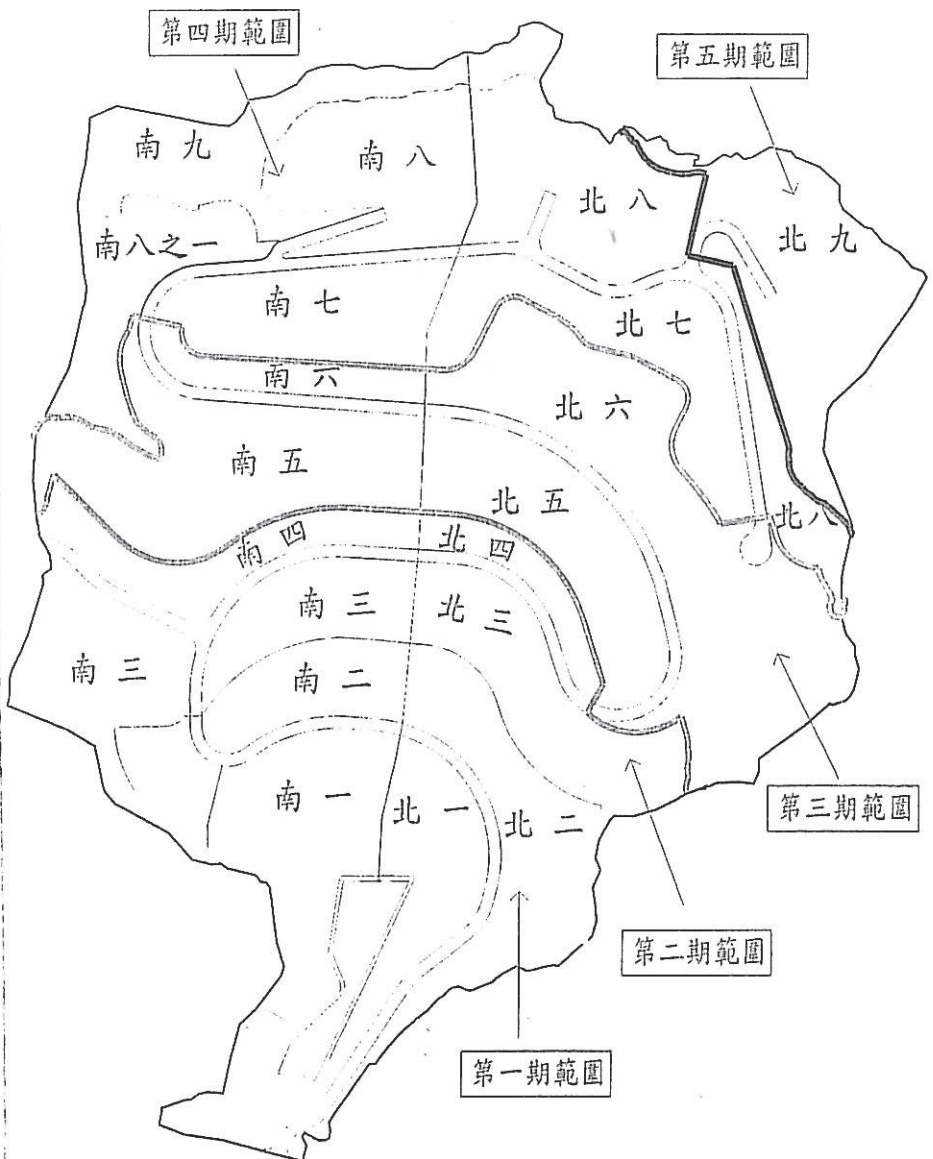 第四期範圍
第五期範圍
南九
南八
北八
北九
南八之一
南七
北七
南六
北六
南五
北五
北八
南四
北四
南三
北三
南三
南二
南一
北一
北二
第三期範圍
第二期範圍
第一期範圍